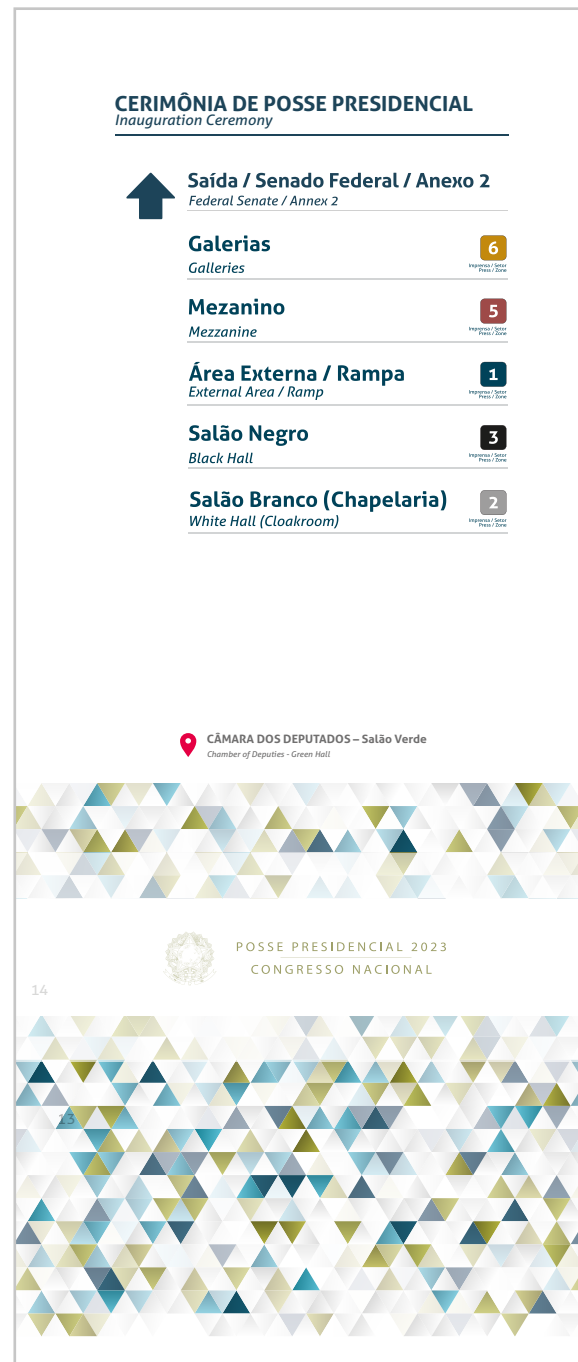 CERIMÔNIA DE POSSE PRESIDENCIAL
Inauguration Ceremony
Saída / Senado Federal / Anexo 2
Federal Senate / Annex 2
Galerias
6
Galleries
Imprensa / Setor
Press / Zone
Mezanino
5
Mezzanine
Imprensa / Setor
Press / Zone
Área Externa / Rampa
1
External Area / Ramp
Imprensa / Setor
Press / Zone
Salão Negro
3
Black Hall
Imprensa / Setor
Press / Zone
Salão Branco (Chapelaria)
2
White Hall (Cloakroom)
Imprensa / Setor
Press / Zone
CÂMARA DOS DEPUTADOS – Salão Verde
Chamber of Deputies - Green Hall
POSSE PRESIDENCIAL 2023
CONGRESSO NACIONAL
14
13